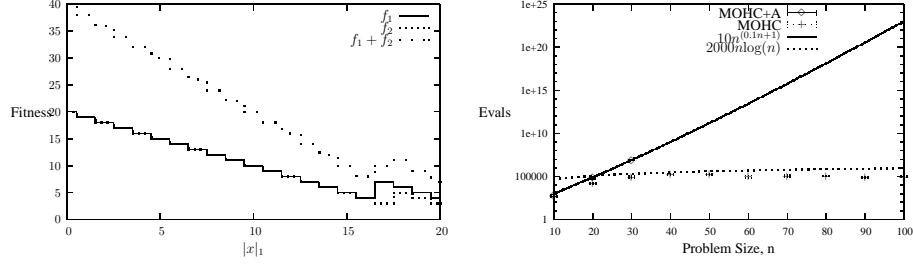 40
35
30
25
20
15
10
5
0
Fitness
0
5
10
15
20
|x|₁
f₁
f₂
f₁ + f₂
1e+25
1e+20
1e+15
1e+10
100000
1
Evals
10
20
30
40
50
60
70
80
90
100
Problem Size, n
MOHC+A
MOHC
10n^(0.1n+1)
2000nlog(n)